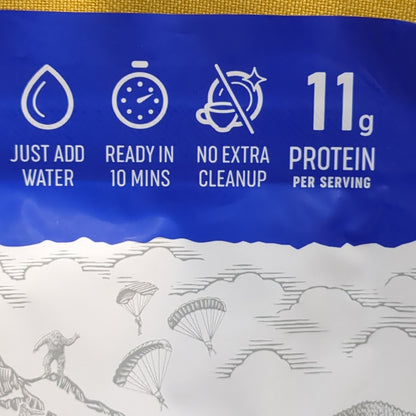 JUST ADD
WATER
READY IN
10 MINS
NO EXTRA
CLEANUP
11g
PROTEIN
PER SERVING